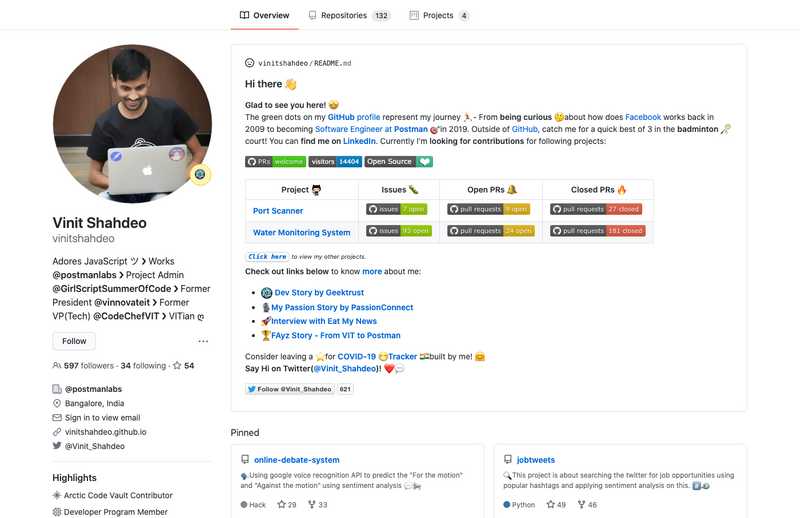 Overview Repositories 132 Projects 4
vinitshahdeo/README.md
Hi there 👋
Glad to see you here! 🤩
The green dots on my GitHub profile represent my journey 🏃- From being curious 🤔about how does Facebook works back in
2009 to becoming Software Engineer at Postman 🎯"in 2019. Outside of GitHub, catch me for a quick best of 3 in the badminton 🏸
court! You can find me on LinkedIn. Currently I'm looking for contributions for following projects:
PRs welcome visitors 14404 Open Source
Project Issues 🐛 Open PRs 🔔 Closed PRs 🔥
Port Scanner issues 7 open pull requests 9 open pull requests 27 closed
Water Monitoring System issues 93 open pull requests 24 open pull requests 181 closed
Click here to view my other projects.
Check out links below to know more about me:
Dev Story by Geektrust
🎙My Passion Story by PassionConnect
🚀Interview with Eat My News
🏆FAyz Story - From VIT to Postman
Consider leaving a ⭐for COVID-19 😷Tracker 🇮🇳built by me! 🤗
Say Hi on Twitter(@Vinit_Shahdeo)! ❤️💬
Follow @Vinit_Shahdeo 621
Vinit Shahdeo
vinitshahdeo
Adores JavaScript ツ ❯ Works
@postmanlabs ❯ Project Admin
@GirlScriptSummerOfCode ❯ Former
President @vinnovateit ❯ Former
VP(Tech) @CodeChefVIT ❯ VITian ღ
Follow ...
597 followers · 34 following · 54
@postmanlabs
Bangalore, India
Sign in to view email
vinitshahdeo.github.io
@Vinit_Shahdeo
Highlights
Arctic Code Vault Contributor
Developer Program Member
Pinned
online-debate-system
🗣Using google voice recognition API to predict the "For the motion"
and "Against the motion" using sentiment analysis
Hack 29 33
jobtweets
🔍This project is about searching the twitter for job opportunities using
popular hashtags and applying sentiment analysis on this. #️⃣
Python 49 46